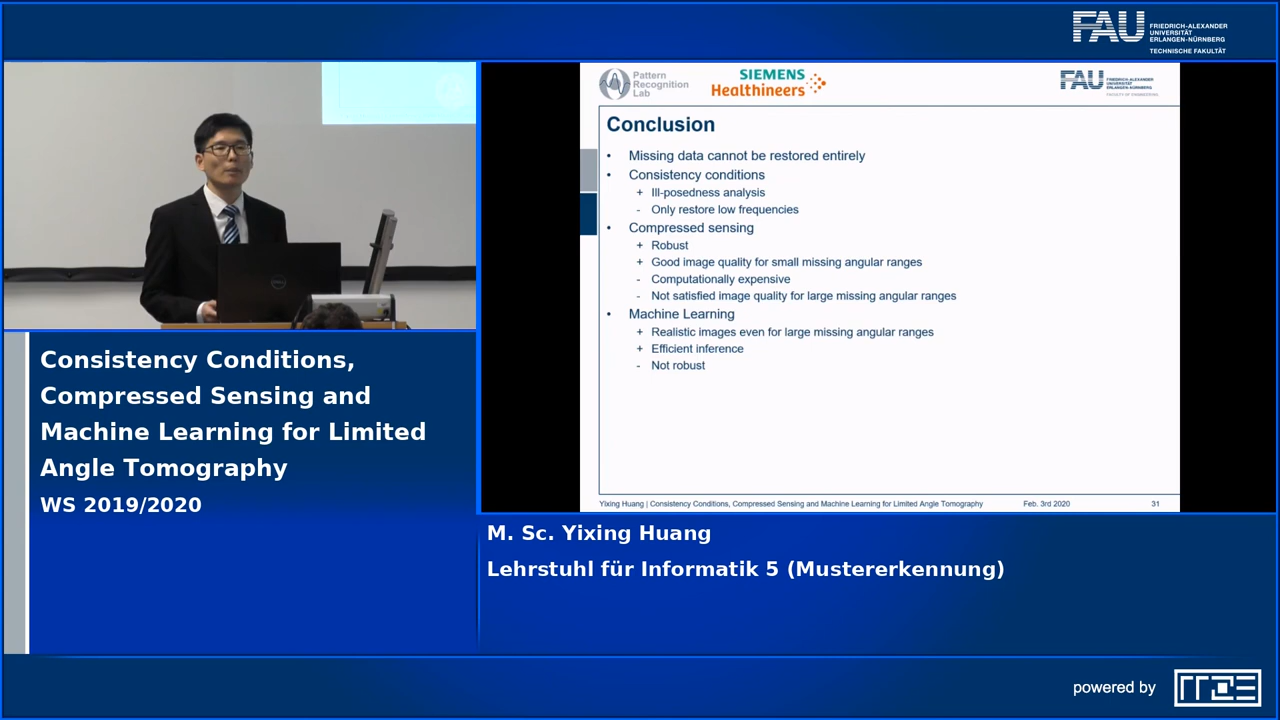 FAU
FRIEDRICH-ALEXANDER
UNIVERSITÄT
ERLANGEN-NÜRNBERG
TECHNISCHE FAKULTÄT
Pattern
Recognition
Lab
SIEMENS
Healthineers
FAU
FRIEDRICH-ALEXANDER
UNIVERSITÄT
ERLANGEN-NÜRNBERG
FACULTY OF ENGINEERING
Conclusion
• Missing data cannot be restored entirely
• Consistency conditions
+ Ill-posedness analysis
- Only restore low frequencies
• Compressed sensing
+ Robust
+ Good image quality for small missing angular ranges
- Computationally expensive
- Not satisfied image quality for large missing angular ranges
• Machine Learning
+ Realistic images even for large missing angular ranges
+ Efficient inference
- Not robust
Yixing Huang | Consistency Conditions, Compressed Sensing and Machine Learning for Limited Angle Tomography Feb. 3rd 2020 31
DELL
Consistency Conditions,
Compressed Sensing and
Machine Learning for Limited
Angle Tomography
WS 2019/2020
M. Sc. Yixing Huang
Lehrstuhl für Informatik 5 (Mustererkennung)
powered by